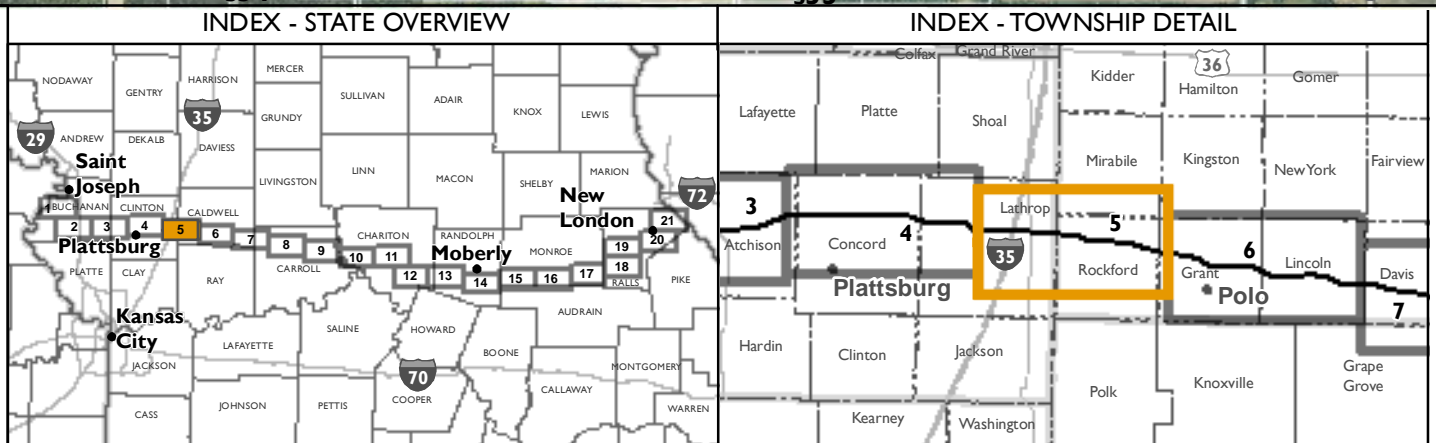 INDEX - STATE OVERVIEW
NODAWAY
GENTRY
HARRISON
MERCER
SULLIVAN
ADAIR
KNOX
LEWIS
35
GRUNDY
29
ANDREW
DEKALB
DAVIESS
Saint
Joseph
LIVINGSTON
LINN
MACON
SHELBY
MARION
New
London
72
1
BUCHANAN
CLINTON
CALDWELL
2
3
4
5
6
7
8
9
10
11
12
13
14
15
16
17
18
19
20
21
Plattsburg
CHARITON
RANDOLPH
Moberly
MONROE
PLATTE
CLAY
RAY
CARROLL
RALLS
PIKE
AUDRAIN
Kansas
City
SALINE
HOWARD
LAFAYETTE
BOONE
JACKSON
70
MONTGOMERY
CALLAWAY
COOPER
CASS
JOHNSON
PETTIS
WARREN
INDEX - TOWNSHIP DETAIL
Colfax
Grand River
36
Kidder
Hamilton
Gomer
Lafayette
Platte
Shoal
Mirabile
Kingston
New York
Fairview
3
Lathrop
5
4
Atchison
Concord
35
6
Rockford
Grant
Lincoln
Davis
Plattsburg
Polo
7
Hardin
Clinton
Jackson
Grape
Grove
Polk
Knoxville
Kearney
Washington